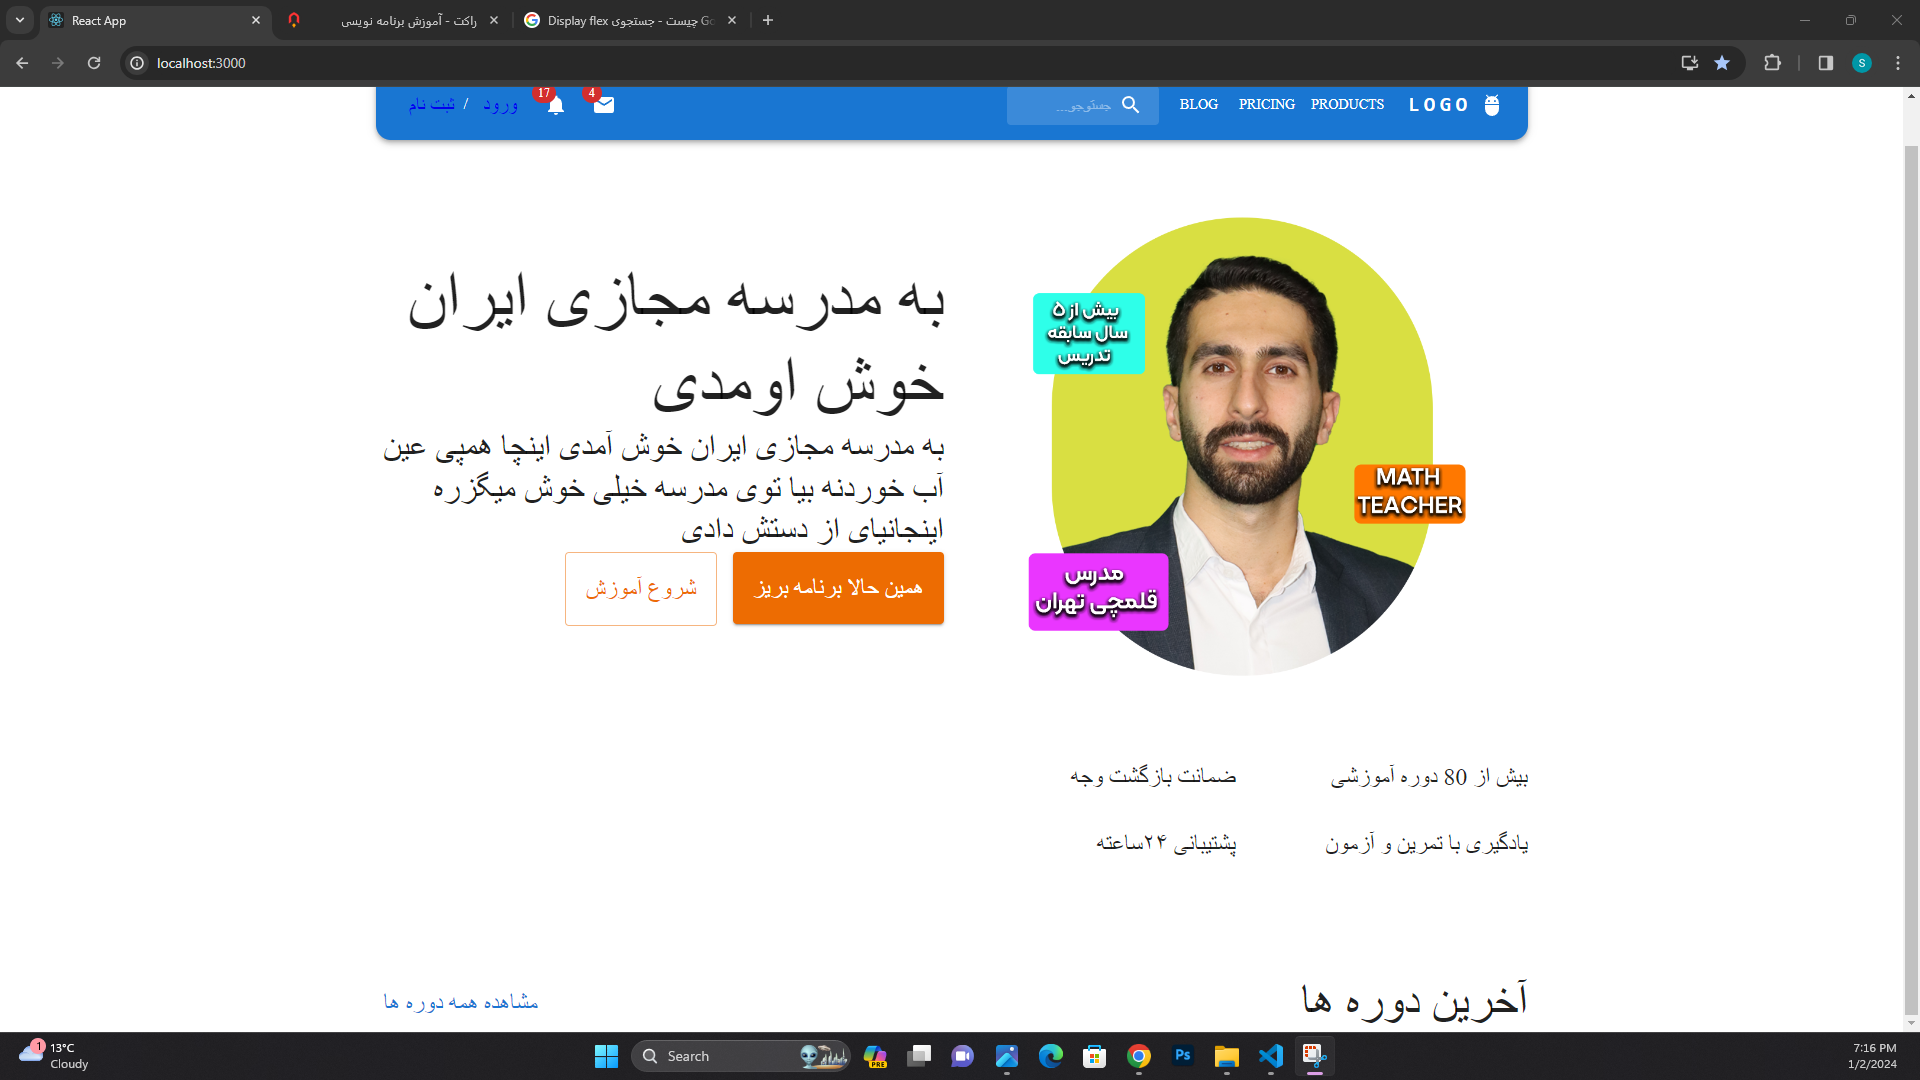 React App
راکت - آموزش برنامه نویسی
Display flex چیست - جستجوی Go
localhost:3000
S
LOGO
PRODUCTS
PRICING
BLOG
جستوجو...
4
17
ورود / ثبت نام
به مدرسه مجازی ایران
خوش اومدی
به مدرسه مجازی ایران خوش آمدی اینچا همپی عین
آب خوردنه بیا توی مدرسه خیلی خوش میگزره
اینجانیای از دستش دادی
همین حالا برنامه بریز
شروع آموزش
بیش از ۵
سال سابقه
تدریس
MATH
TEACHER
مدرس
قلمچی تهران
بیش از 80 دوره آموزشی
ضمانت بازگشت وجه
یادگیری با تمرین و آزمون
پشتیبانی ۲۴ساعته
آخرین دوره ها
مشاهده همه دوره ها
1
13°C
Cloudy
Search
PRE
Ps
7:16 PM
1/2/2024